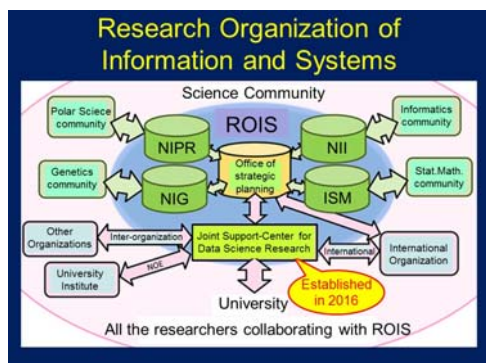 Research Organization of
Information and Systems
Science Community
Polar Sciece
community
NIPR
ROIS
NII
Informatics
community
Office of
strategic
planning
Genetics
community
NIG
ISM
Stat.Math.
community
Other
Organizations
Inter-organization
Joint Support-Center for
Data Science Research
International
International
Organization
University
Institute
NOE
University
Established
in 2016
All the researchers collaborating with ROIS